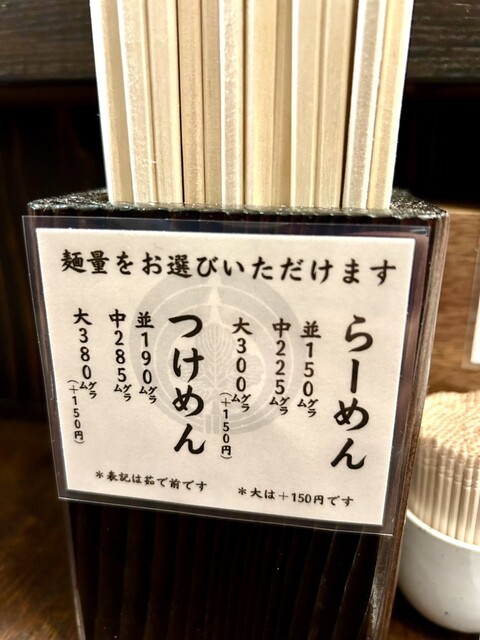 麺量をお選びいただけます
らーめん
並150グラム
中225グラム
大300グラム(+150円)
つけめん
並190グラム
中285グラム
大380グラム(+150円)
*大は+150円です
*表記は茹で前です